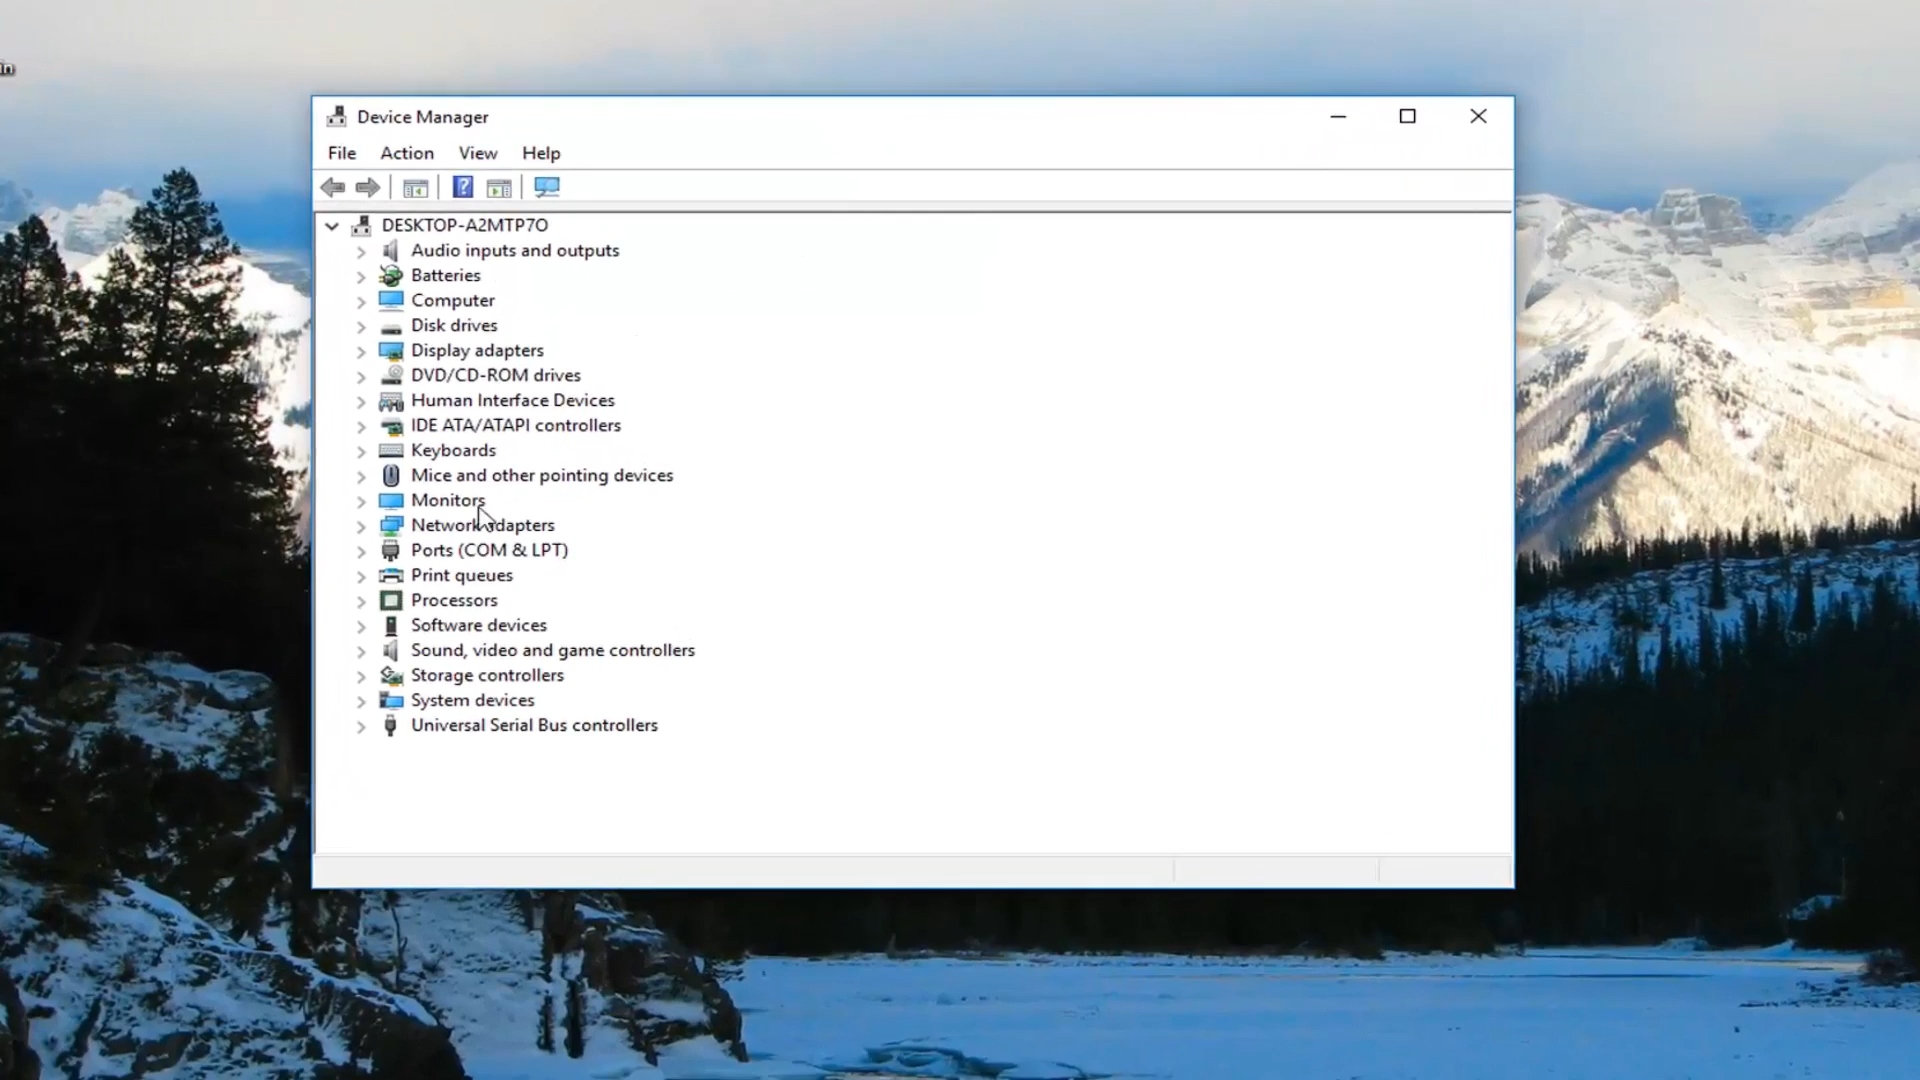 in
Device Manager
File Action View Help
DESKTOP-A2MTP7O
Audio inputs and outputs
Batteries
Computer
Disk drives
Display adapters
DVD/CD-ROM drives
Human Interface Devices
IDE ATA/ATAPI controllers
Keyboards
Mice and other pointing devices
Monitors
Network adapters
Ports (COM & LPT)
Print queues
Processors
Software devices
Sound, video and game controllers
Storage controllers
System devices
Universal Serial Bus controllers